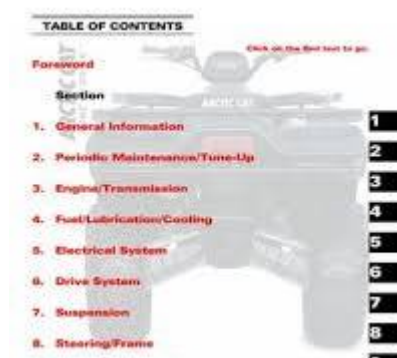 TABLE OF CONTENTS
Click on the Red text to go.
Foreword
ARCTIC CAT
Section
1. General Information
1
2. Periodic Maintenance/Tune-Up
2
3. Engine/Transmission
3
4. Fuel/Lubrication/Cooling
4
5. Electrical System
5
6. Drive System
6
7. Suspension
7
8. Steering/Frame
8